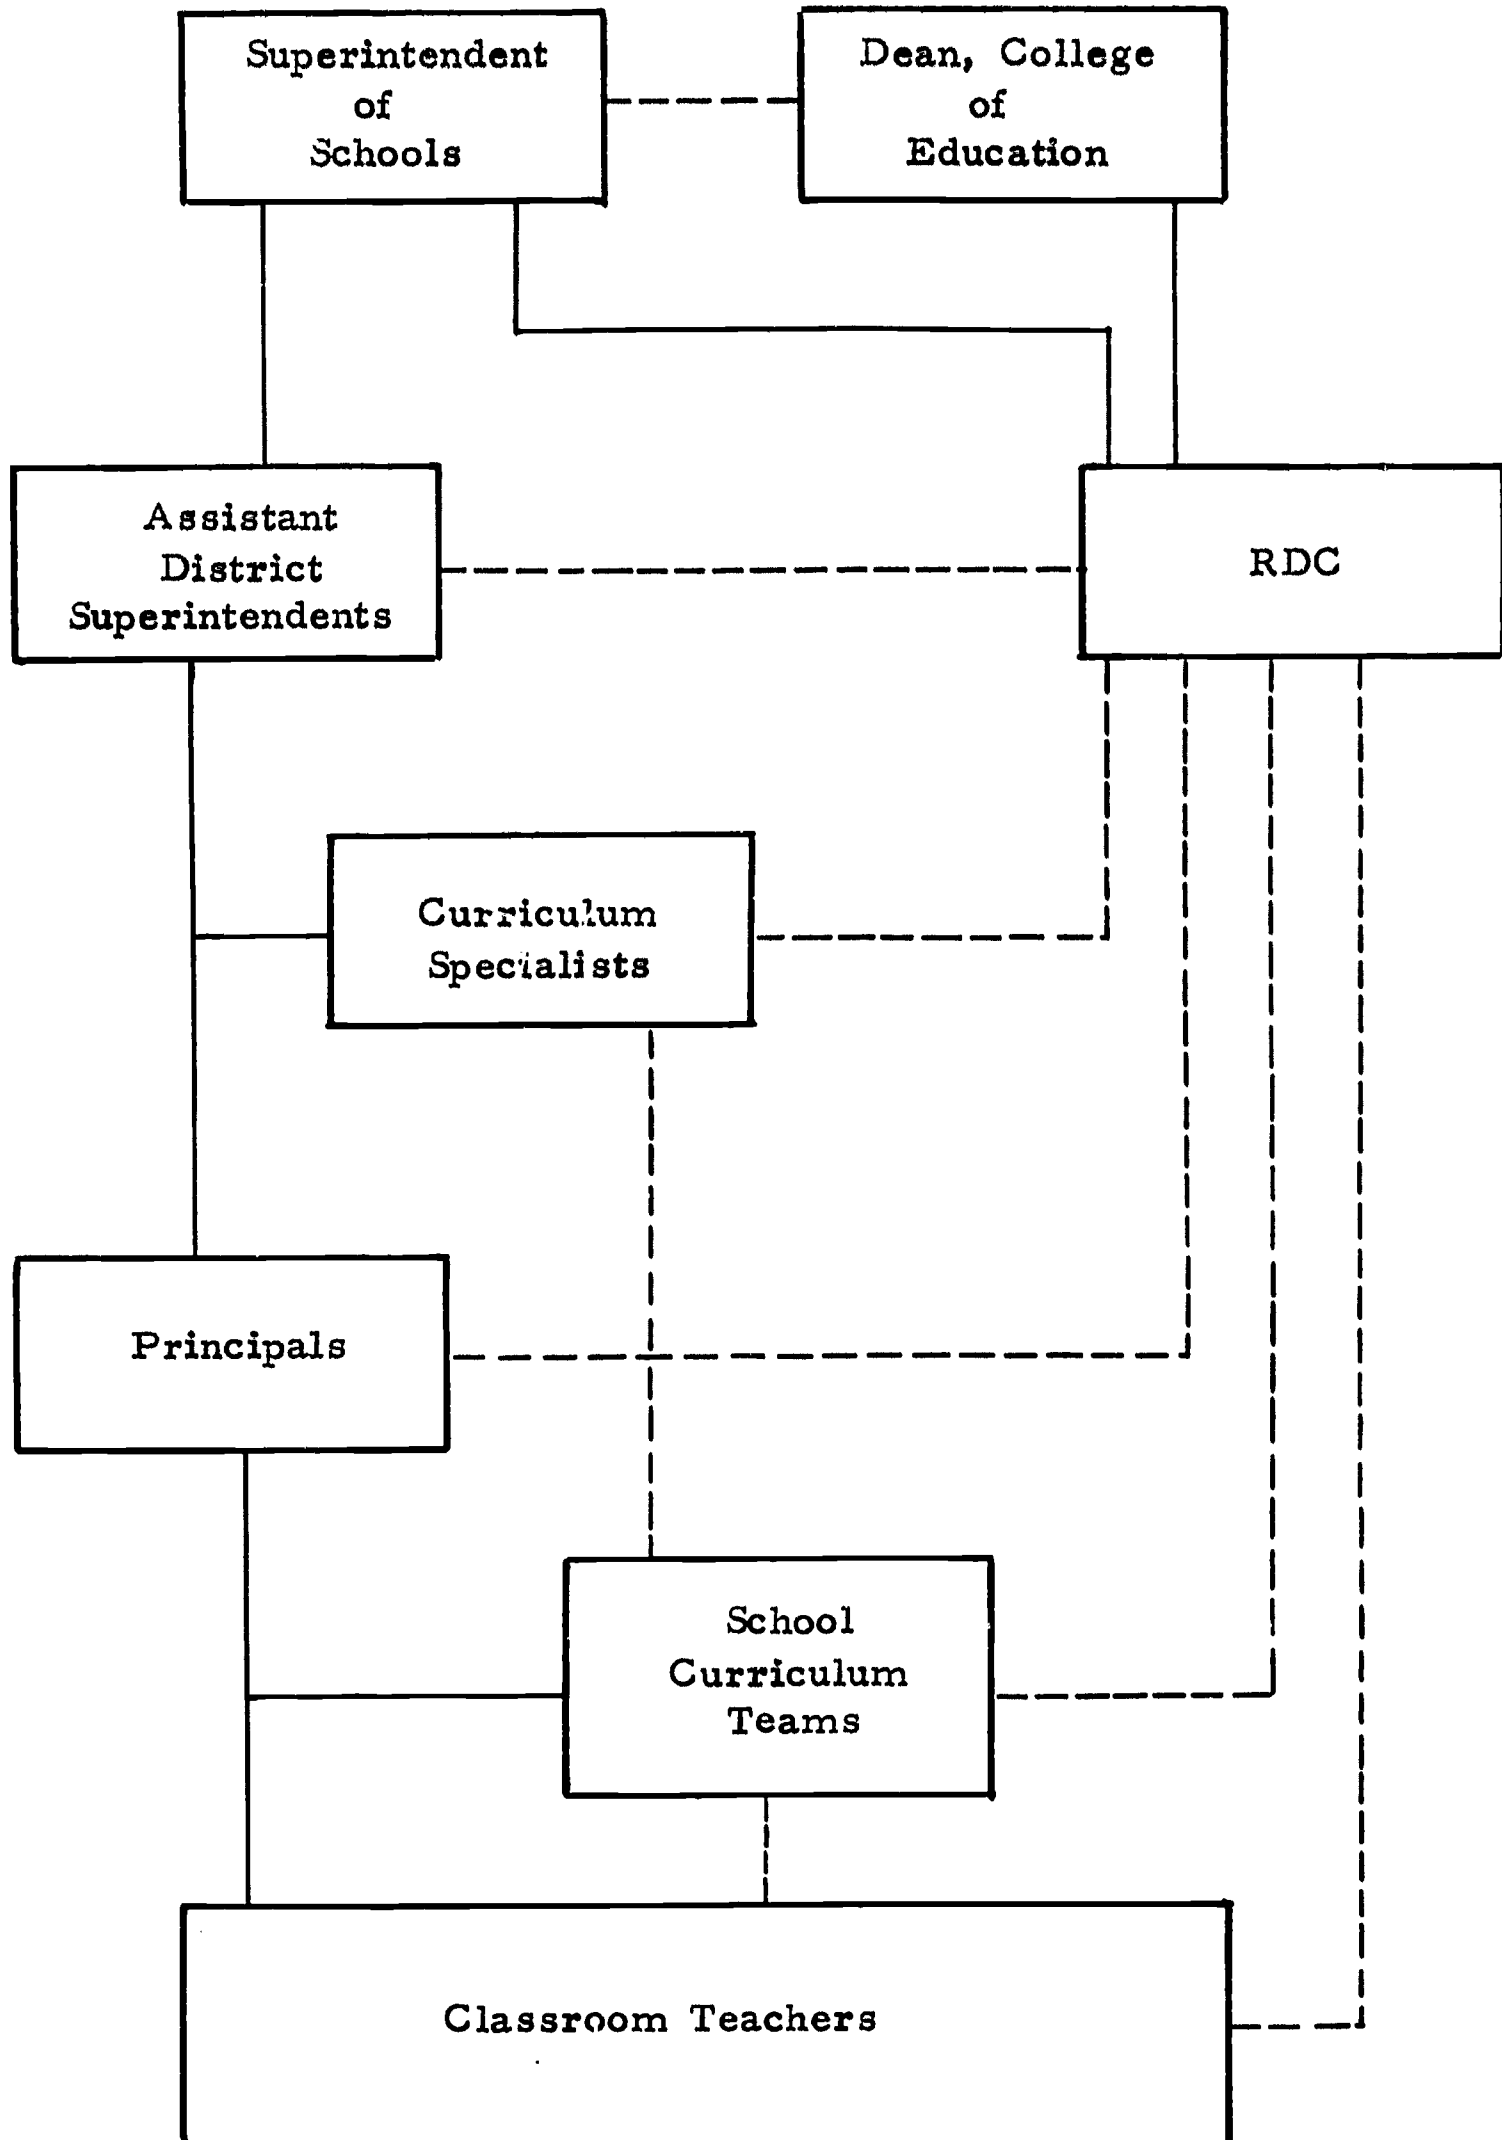 Superintendent
of
Schools
Dean, College
of
Education
Assistant
District
Superintendents
RDC
Curriculum
Specialists
Principals
School
Curriculum
Teams
Classroom Teachers